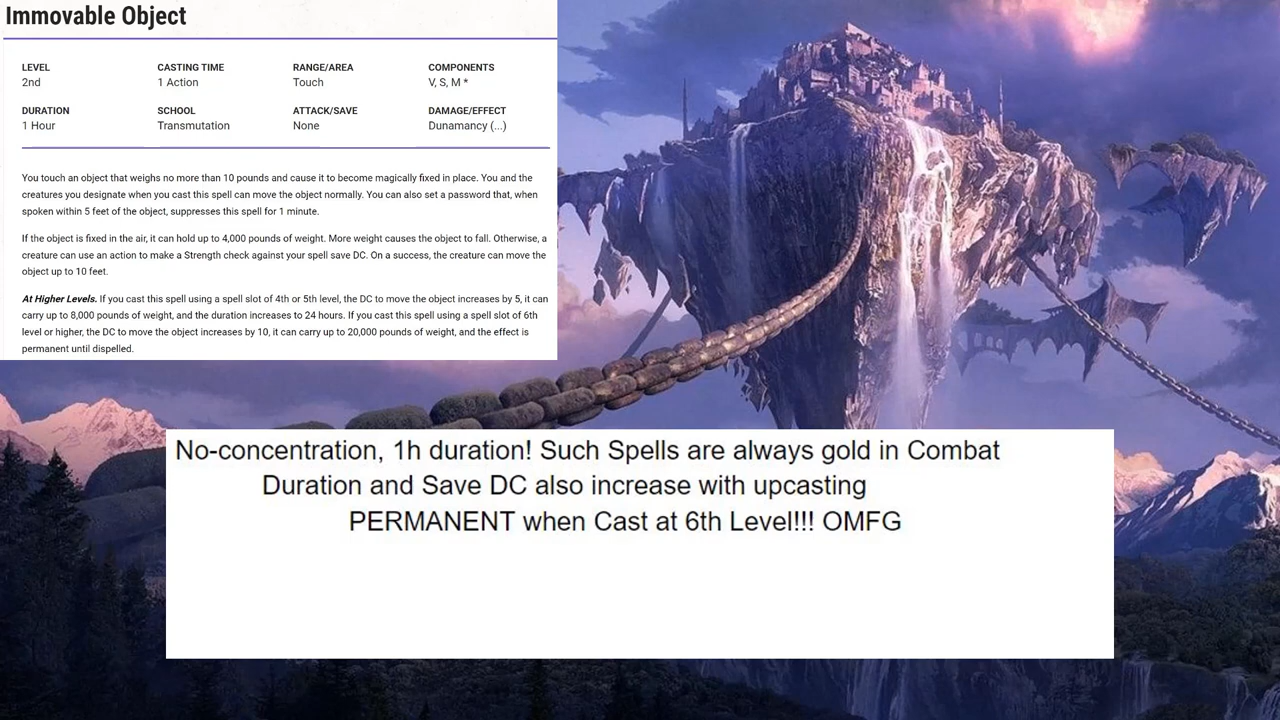 Immovable Object
LEVEL CASTING TIME RANGE/AREA COMPONENTS
2nd 1 Action Touch V, S, M *
DURATION SCHOOL ATTACK/SAVE DAMAGE/EFFECT
1 Hour Transmutation None Dunamancy (...)
You touch an object that weighs no more than 10 pounds and cause it to become magically fixed in place. You and the
creatures you designate when you cast this spell can move the object normally. You can also set a password that, when
spoken within 5 feet of the object, suppresses this spell for 1 minute.
If the object is fixed in the air, it can hold up to 4,000 pounds of weight. More weight causes the object to fall. Otherwise, a
creature can use an action to make a Strength check against your spell save DC. On a success, the creature can move the
object up to 10 feet.
At Higher Levels. If you cast this spell using a spell slot of 4th or 5th level, the DC to move the object increases by 5, it can
carry up to 8,000 pounds of weight, and the duration increases to 24 hours. If you cast this spell using a spell slot of 6th
level or higher, the DC to move the object increases by 10, it can carry up to 20,000 pounds of weight, and the effect is
permanent until dispelled.
No-concentration, 1h duration! Such Spells are always gold in Combat
Duration and Save DC also increase with upcasting
PERMANENT when Cast at 6th Level!!! OMFG